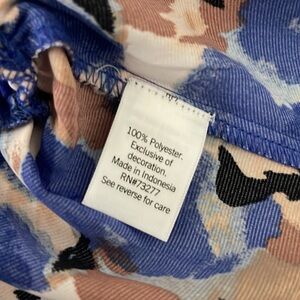 100% Polyester.
Exclusive of
decoration.
Made in Indonesia
RN#73277
See reverse for care